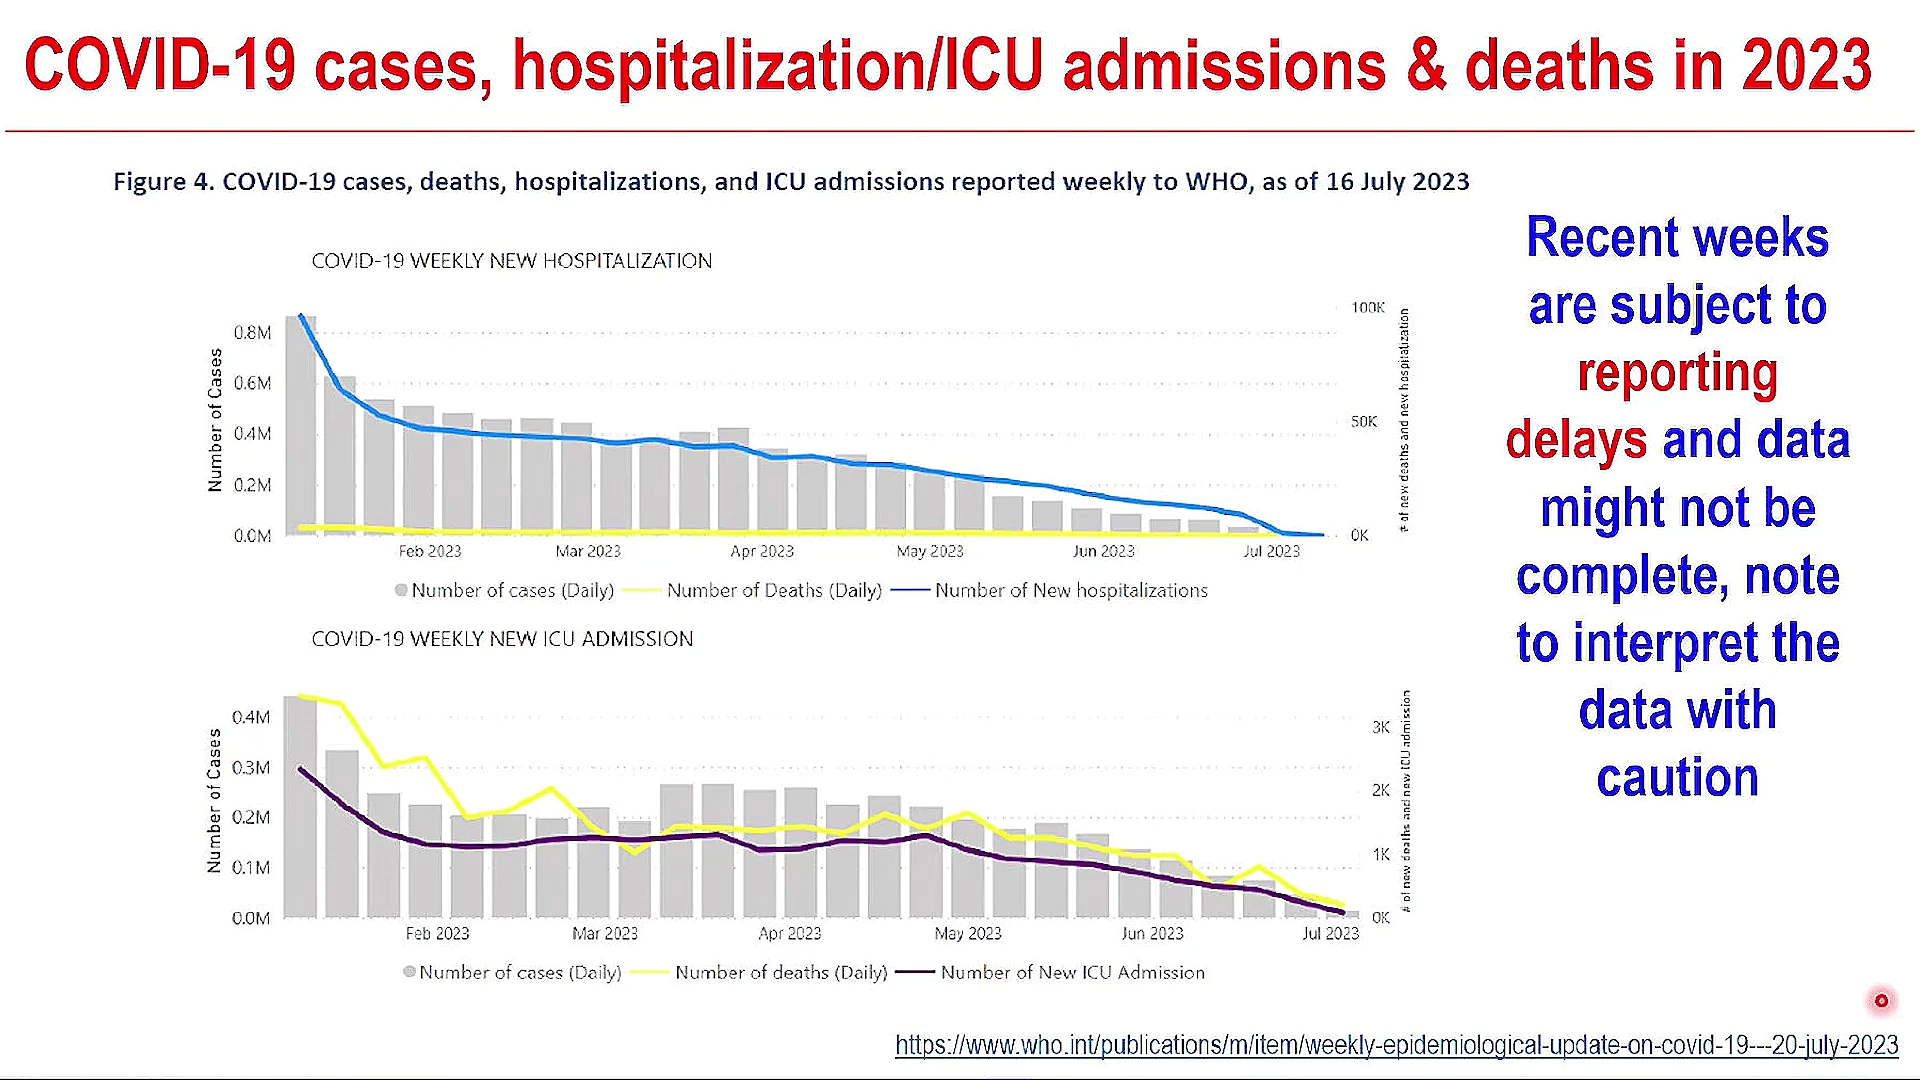 COVID-19 cases, hospitalization/ICU admissions & deaths in 2023
Figure 4. COVID-19 cases, deaths, hospitalizations, and ICU admissions reported weekly to WHO, as of 16 July 2023
COVID-19 WEEKLY NEW HOSPITALIZATION
Number of Cases
0.8M
0.6M
0.4M
0.2M
0.0M
100K
50K
0K
# of new deaths and new hospitatlization
Feb 2023 Mar 2023 Apr 2023 May 2023 Jun 2023 Jul 2023
Number of cases (Daily) Number of Deaths (Daily) Number of New hospitalizations
COVID-19 WEEKLY NEW ICU ADMISSION
Number of Cases
0.4M
0.3M
0.2M
0.1M
0.0M
3K
2K
1K
0K
# of new deaths and new ICU admission
Feb 2023 Mar 2023 Apr 2023 May 2023 Jun 2023 Jul 2023
Number of cases (Daily) Number of deaths (Daily) Number of New ICU Admission
Recent weeks
are subject to
reporting
delays and data
might not be
complete, note
to interpret the
data with
caution
https://www.who.int/publications/m/item/weekly-epidemiological-update-on-covid-19---20-july-2023